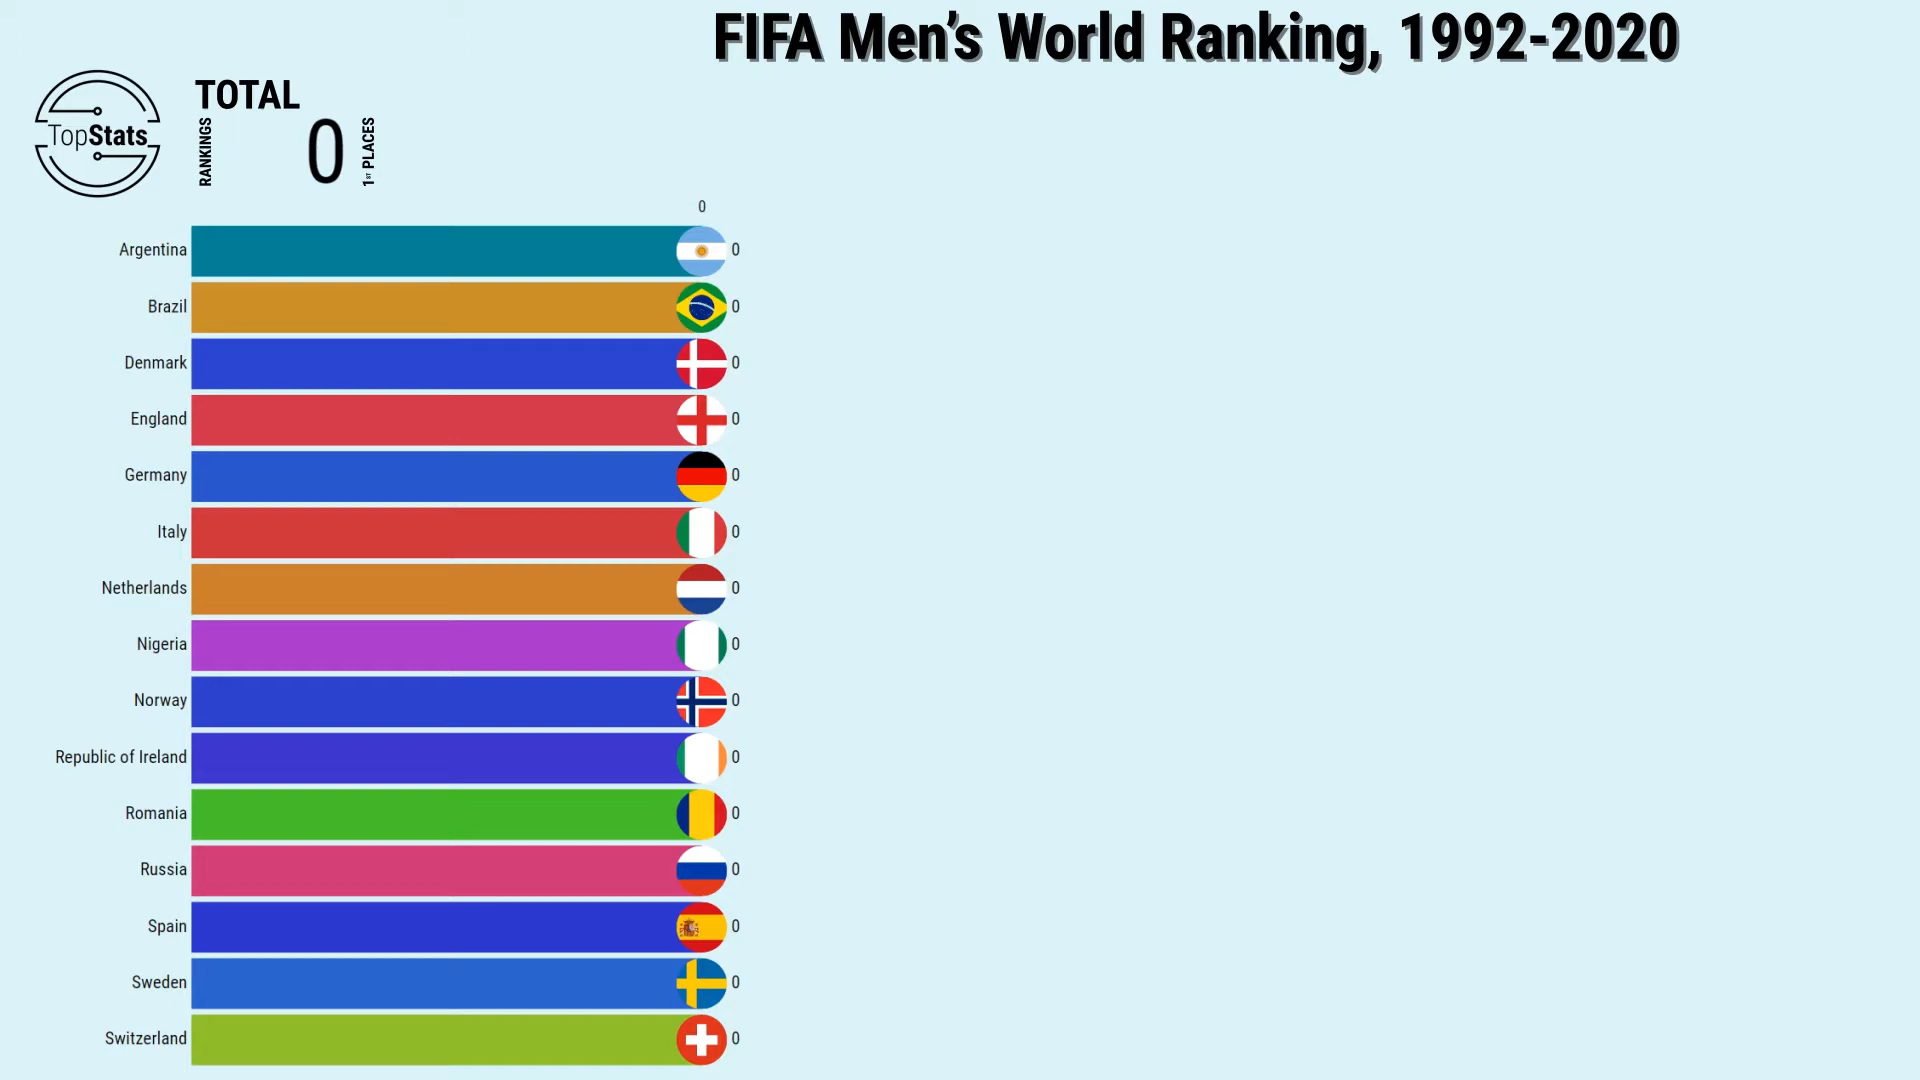 FIFA Men’s World Ranking, 1992-2020
TopStats
TOTAL
RANKINGS
0
1ST PLACES
0
Argentina 0
Brazil 0
Denmark 0
England 0
Germany 0
Italy 0
Netherlands 0
Nigeria 0
Norway 0
Republic of Ireland 0
Romania 0
Russia 0
Spain 0
Sweden 0
Switzerland 0